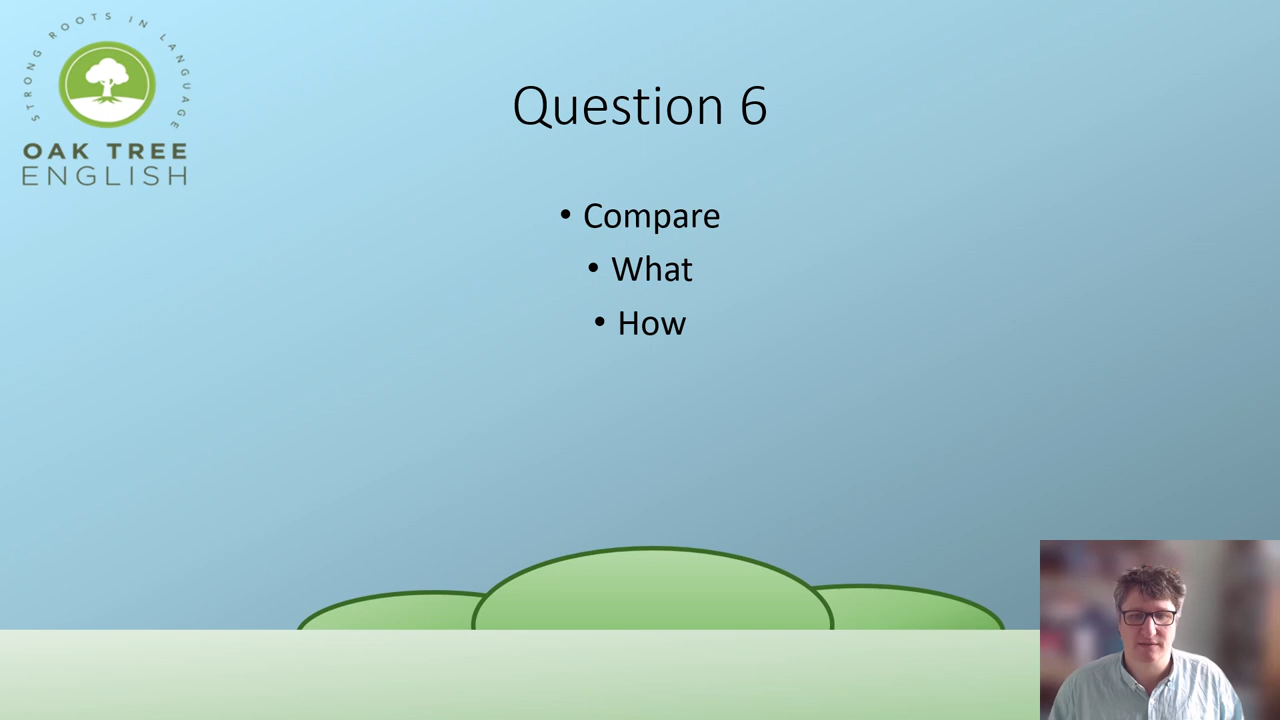 STRONG ROOTS IN LANGUAGE
OAK TREE
ENGLISH
Question 6
• Compare
• What
• How